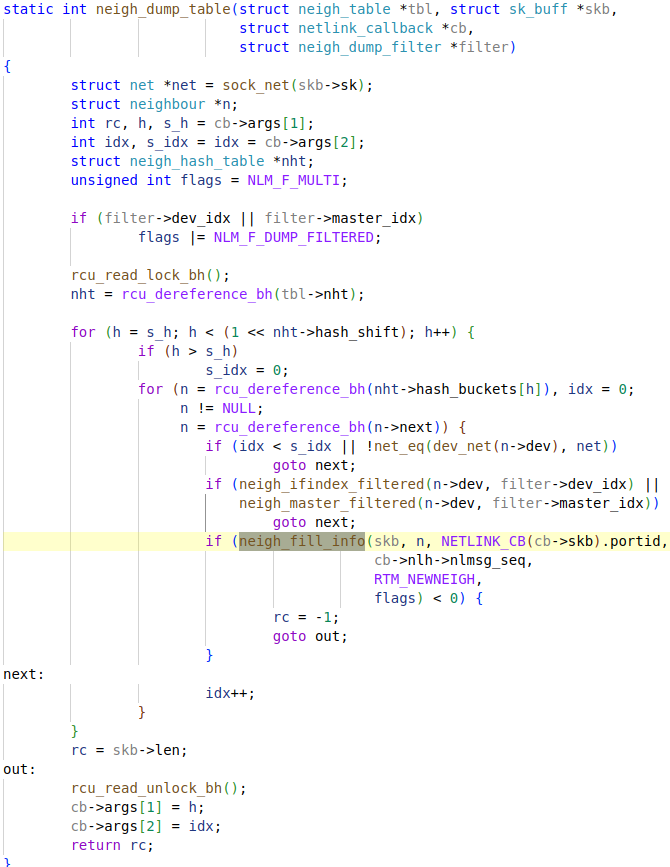 static int neigh_dump_table(struct neigh_table *tbl, struct sk_buff *skb,
struct netlink_callback *cb,
struct neigh_dump_filter *filter)
{
struct net *net = sock_net(skb->sk);
struct neighbour *n;
int rc, h, s_h = cb->args[1];
int idx, s_idx = idx = cb->args[2];
struct neigh_hash_table *nht;
unsigned int flags = NLM_F_MULTI;
if (filter->dev_idx || filter->master_idx)
flags |= NLM_F_DUMP_FILTERED;
rcu_read_lock_bh();
nht = rcu_dereference_bh(tbl->nht);
for (h = s_h; h < (1 << nht->hash_shift); h++) {
if (h > s_h)
s_idx = 0;
for (n = rcu_dereference_bh(nht->hash_buckets[h]), idx = 0;
n != NULL;
n = rcu_dereference_bh(n->next)) {
if (idx < s_idx || !net_eq(dev_net(n->dev), net))
goto next;
if (neigh_ifindex_filtered(n->dev, filter->dev_idx) ||
neigh_master_filtered(n->dev, filter->master_idx))
goto next;
if (neigh_fill_info(skb, n, NETLINK_CB(cb->skb).portid,
cb->nlh->nlmsg_seq,
RTM_NEWNEIGH,
flags) < 0) {
rc = -1;
goto out;
}
next:
idx++;
}
}
rc = skb->len;
out:
rcu_read_unlock_bh();
cb->args[1] = h;
cb->args[2] = idx;
return rc;
}